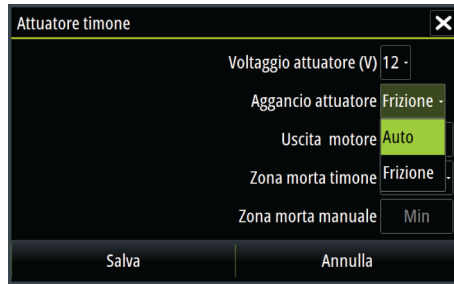 Attuatore timone
Voltaggio attuatore (V) 12
Aggancio attuatore Frizione
Uscita motore Auto
Zona morta timone Frizione
Zona morta manuale Min
Salva Annulla